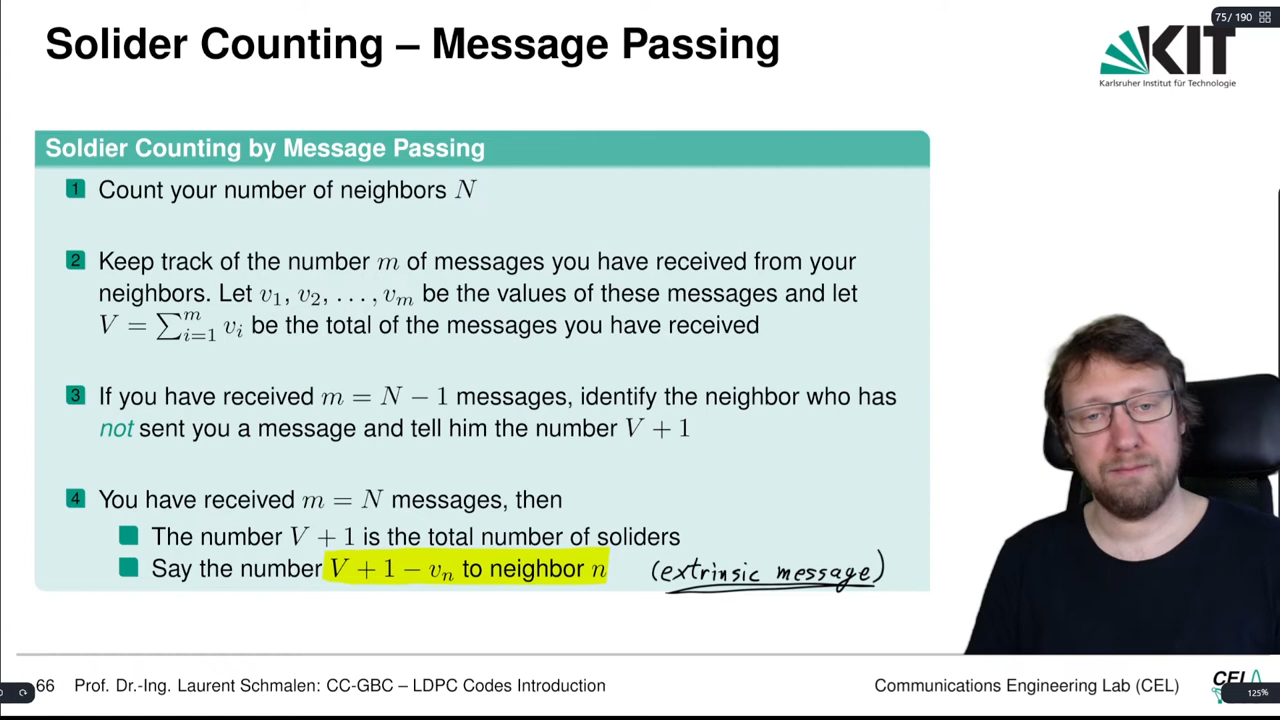 75/ 190
Solider Counting – Message Passing
KIT
Karlsruher Institut für Technologie
Soldier Counting by Message Passing
1 Count your number of neighbors N
2 Keep track of the number m of messages you have received from your
neighbors. Let v₁, v₂, . . . , vₘ be the values of these messages and let
V = ∑ᵢ₌₁ᵐ vᵢ be the total of the messages you have received
3 If you have received m = N − 1 messages, identify the neighbor who has
not sent you a message and tell him the number V + 1
4 You have received m = N messages, then
The number V + 1 is the total number of soliders
Say the number V + 1 − vₙ to neighbor n (extrinsic message)
66 Prof. Dr.-Ing. Laurent Schmalen: CC-GBC – LDPC Codes Introduction Communications Engineering Lab (CEL)
CEL
125%